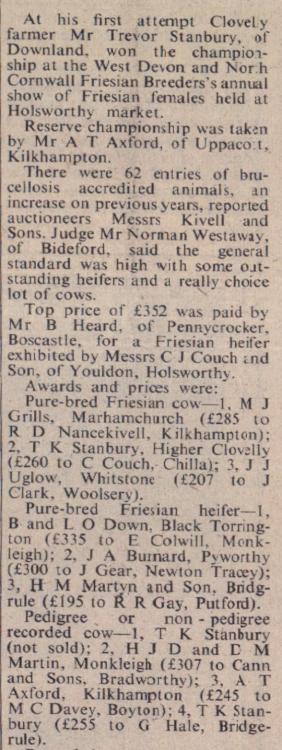 At his first attempt Clovelly
farmer Mr Trevor Stanbury, of
Downland, won the champion-
ship at the West Devon and North
Cornwall Friesian Breeders's annual
show of Friesian females held at
Holsworthy market.
Reserve championship was taken
by Mr A T Axford, of Uppacott,
Kilkhampton.
There were 62 entries of bru-
cellosis accredited animals, an
increase on previous years, reported
auctioneers Messrs Kivell and
Sons. Judge Mr Norman Westaway,
of Bideford, said the general
standard was high with some out-
standing heifers and a really choice
lot of cows.
Top price of £352 was paid by
Mr B Heard, of Pennycrocker,
Boscastle, for a Friesian heifer
exhibited by Messrs C J Couch and
Son, of Youldon, Holsworthy.
Awards and prices were:
Pure-bred Friesian cow—1, M J
Grills, Marhamchurch (£285 to
R D Nancekivell, Kilkhampton);
2, T K Stanbury, Higher Clovelly
(£260 to C Couch, Chilla); 3, J J
Uglow, Whitstone (£207 to J
Clark, Woolsery).
Pure-bred Friesian heifer—1,
B and L O Down, Black Torring-
ton (£335 to E Colwill, Monk-
leigh); 2, J A Burnard, Pyworthy
(£300 to J Gear, Newton Tracey);
3, H M Martyn and Son, Bridg-
rule (£195 to R R Gay, Putford).
Pedigree or non-pedigree
recorded cow—1, T K Stanbury
(not sold); 2, H J D and E M
Martin, Monkleigh (£307 to Cann
and Sons, Bradworthy); 3, A T
Axford, Kilkhampton (£245 to
M C Davey, Boyton); 4, T K Stan-
bury (£255 to G Hale, Bridge-
rule).